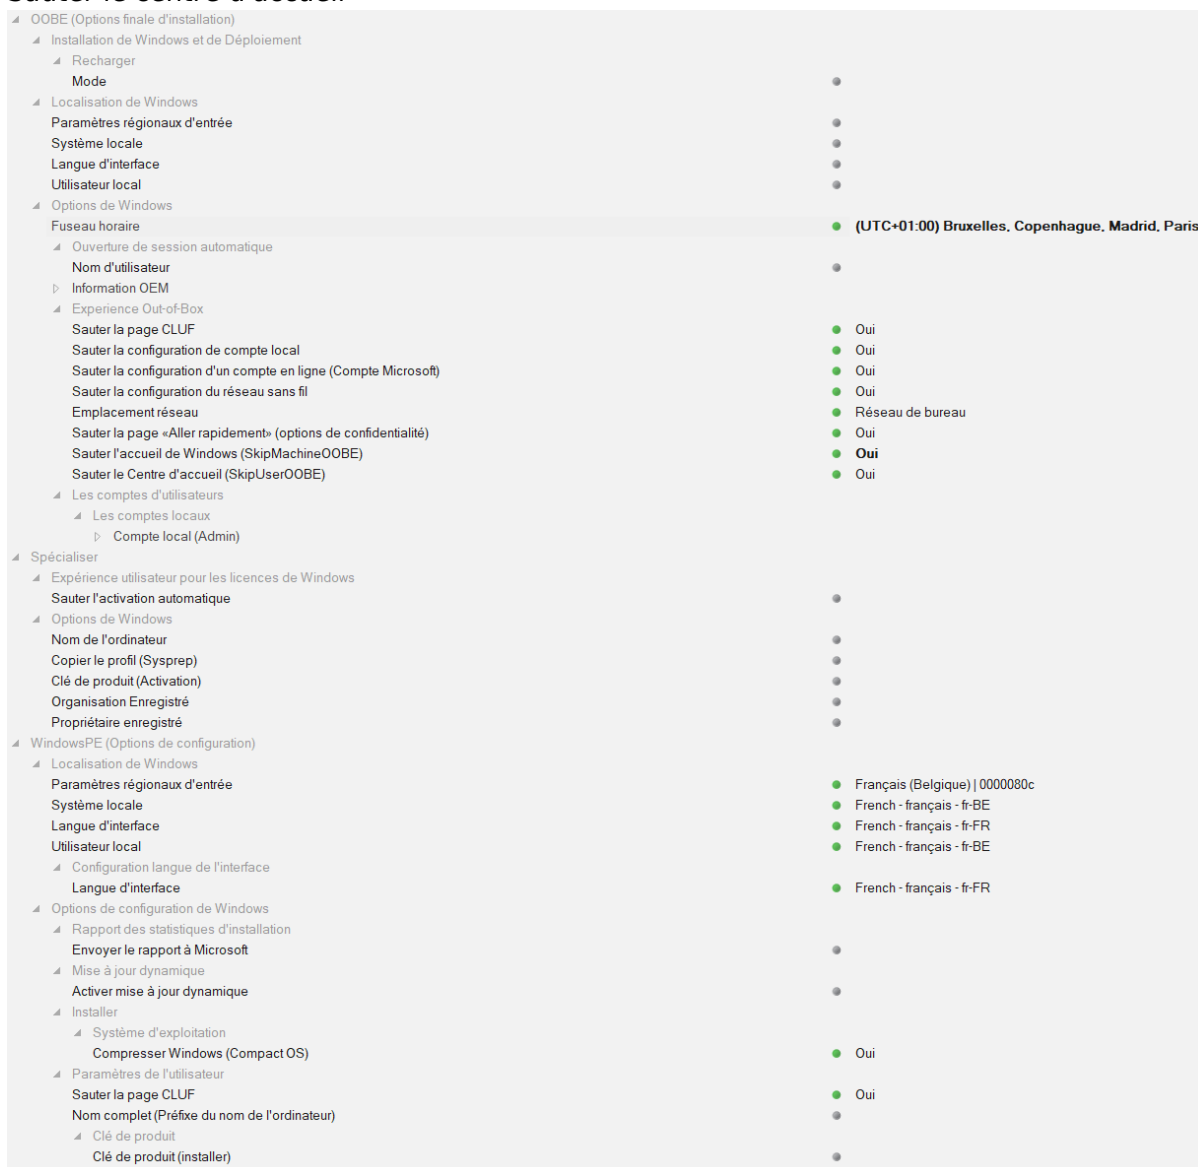 Sauter le centre d'accueil
OOBE (Options finale d'installation)
Installation de Windows et de Déploiement
Recharger
Mode
Localisation de Windows
Paramètres régionaux d'entrée
Système locale
Langue d'interface
Utilisateur local
Options de Windows
Fuseau horaire (UTC+01:00) Bruxelles, Copenhague, Madrid, Paris
Ouverture de session automatique
Nom d'utilisateur
Information OEM
Experience Out-of-Box
Sauter la page CLUF Oui
Sauter la configuration de compte local Oui
Sauter la configuration d'un compte en ligne (Compte Microsoft) Oui
Sauter la configuration du réseau sans fil Oui
Emplacement réseau Réseau de bureau
Sauter la page «Aller rapidement» (options de confidentialité) Oui
Sauter l'accueil de Windows (SkipMachineOOBE) Oui
Sauter le Centre d'accueil (SkipUserOOBE) Oui
Les comptes d'utilisateurs
Les comptes locaux
Compte local (Admin)
Spécialiser
Expérience utilisateur pour les licences de Windows
Sauter l'activation automatique
Options de Windows
Nom de l'ordinateur
Copier le profil (Sysprep)
Clé de produit (Activation)
Organisation Enregistré
Propriétaire enregistré
WindowsPE (Options de configuration)
Localisation de Windows
Paramètres régionaux d'entrée Français (Belgique) | 0000080c
Système locale French - français - fr-BE
Langue d'interface French - français - fr-FR
Utilisateur local French - français - fr-BE
Configuration langue de l'interface
Langue d'interface French - français - fr-FR
Options de configuration de Windows
Rapport des statistiques d'installation
Envoyer le rapport à Microsoft
Mise à jour dynamique
Activer mise à jour dynamique
Installer
Système d'exploitation
Compresser Windows (Compact OS) Oui
Paramètres de l'utilisateur
Sauter la page CLUF Oui
Nom complet (Préfixe du nom de l'ordinateur)
Clé de produit
Clé de produit (installer)